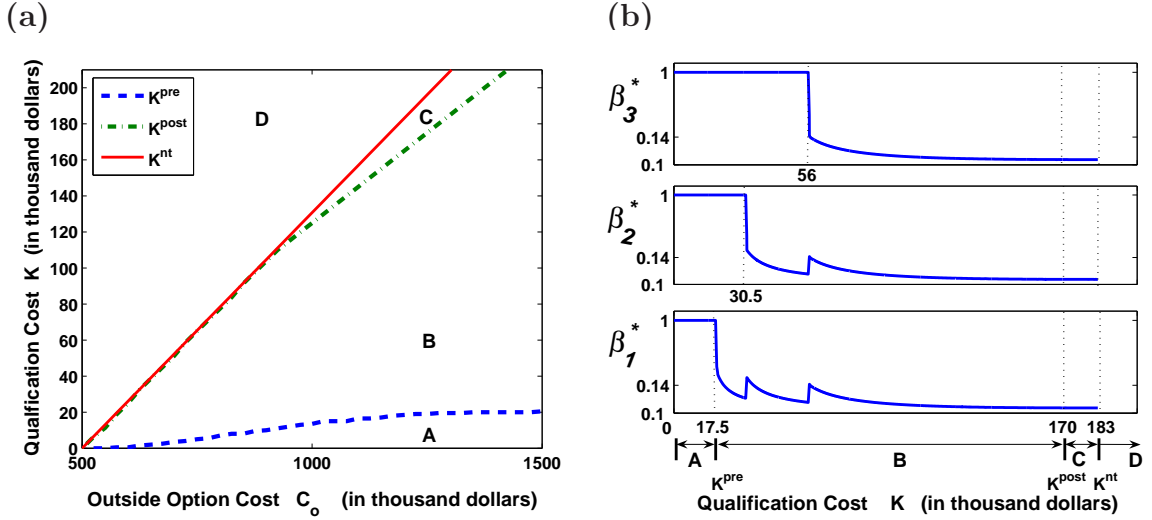 (a)
Qualification Cost K (in thousand dollars)
200
180
160
140
120
100
80
60
40
20
0
K^pre
K^post
K^nt
D
C
B
A
500
1000
1500
Outside Option Cost C_o (in thousand dollars)
(b)
β_3^*
1
0.14
0.1
56
β_2^*
1
0.14
0.1
30.5
β_1^*
1
0.14
0.1
0 17.5 170 183
A B C D
K^pre K^post K^nt
Qualification Cost K (in thousand dollars)